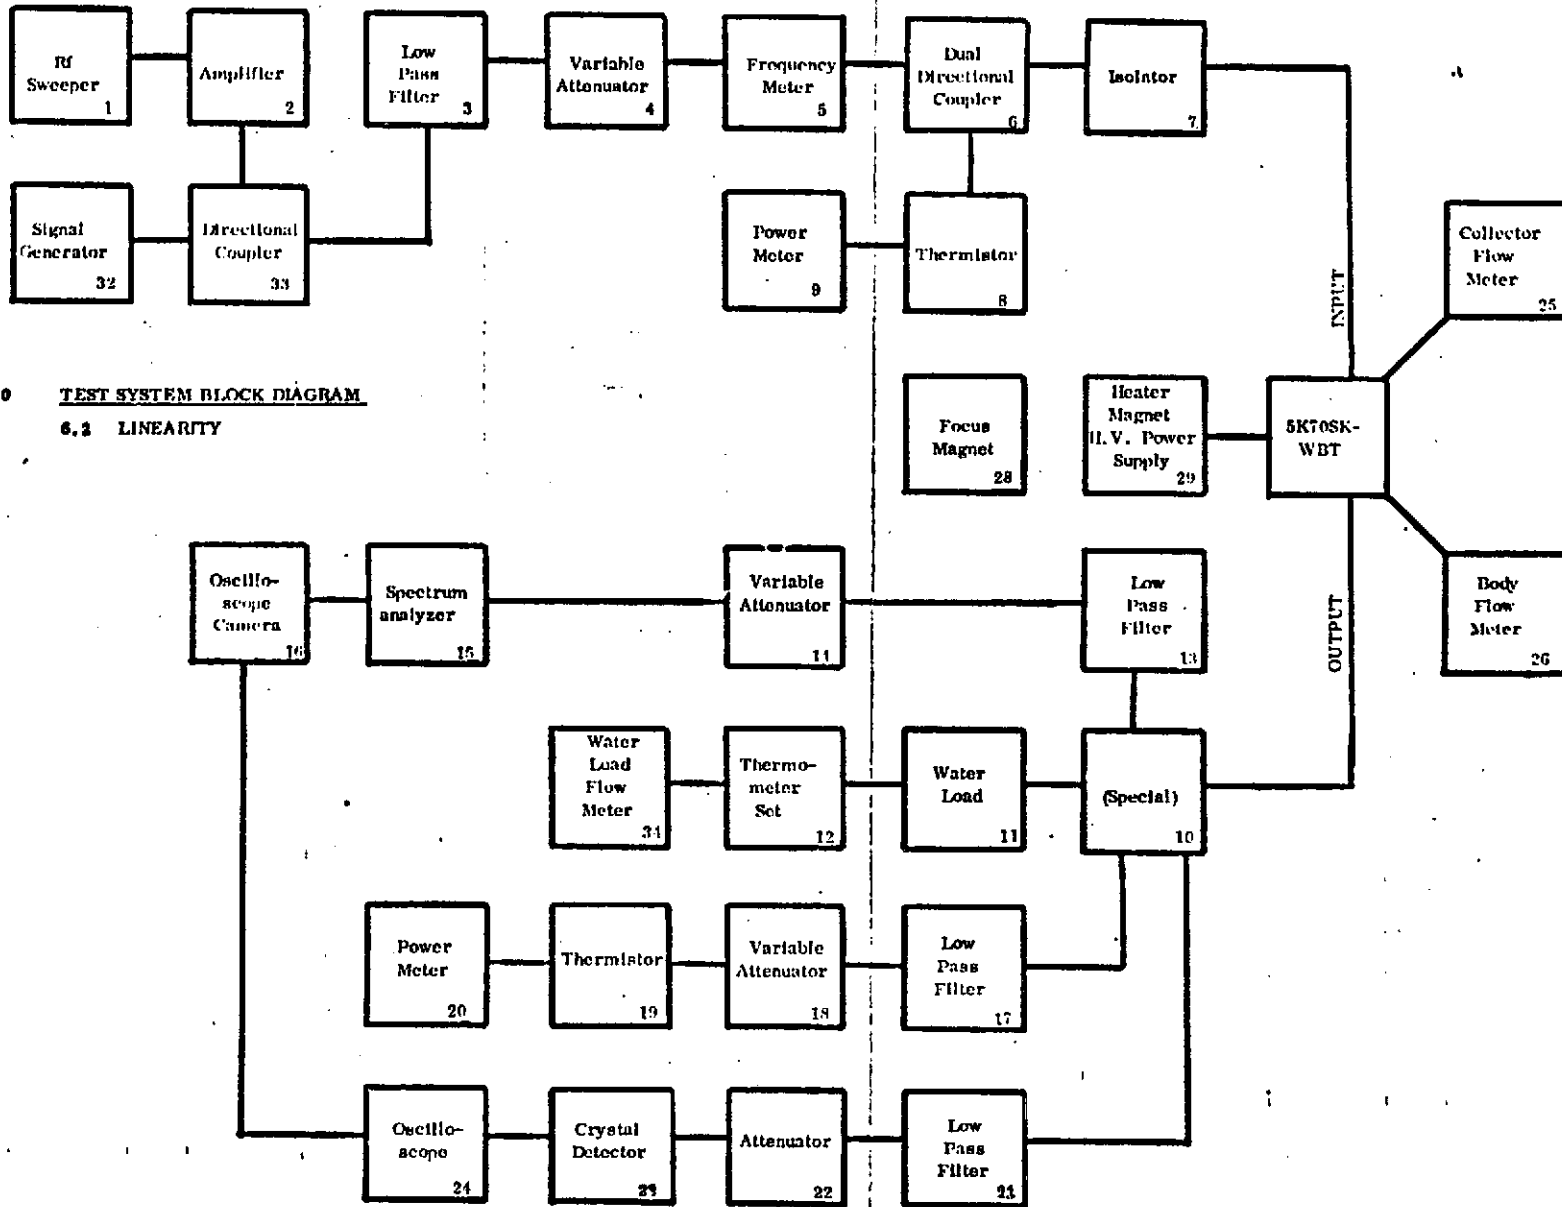 Rf
Sweeper
1
Amplifier
2
Low
Pass
Filter
3
Variable
Attenuator
4
Frequency
Meter
5
Dual
Directional
Coupler
6
Isolator
7
Signal
Generator
32
Directional
Coupler
33
Power
Meter
9
Thermistor
8
INPUT
Collector
Flow
Meter
25
0 TEST SYSTEM BLOCK DIAGRAM
6.2 LINEARITY
Focus
Magnet
28
Heater
Magnet
H.V. Power
Supply
29
5K70SK-
WBT
Oscillo-
scope
Camera
16
Spectrum
analyzer
15
Variable
Attenuator
Low
Pass
Filter
13
OUTPUT
Body
Flow
Meter
26
Water
Load
Flow
Meter
Thermo-
meter
Set
12
Water
Load
11
(Special)
10
Power
Meter
20
Thermistor
19
Variable
Attenuator
18
Low
Pass
Filter
17
Oscillo-
scope
24
Crystal
Detector
Attenuator
22
Low
Pass
Filter
21